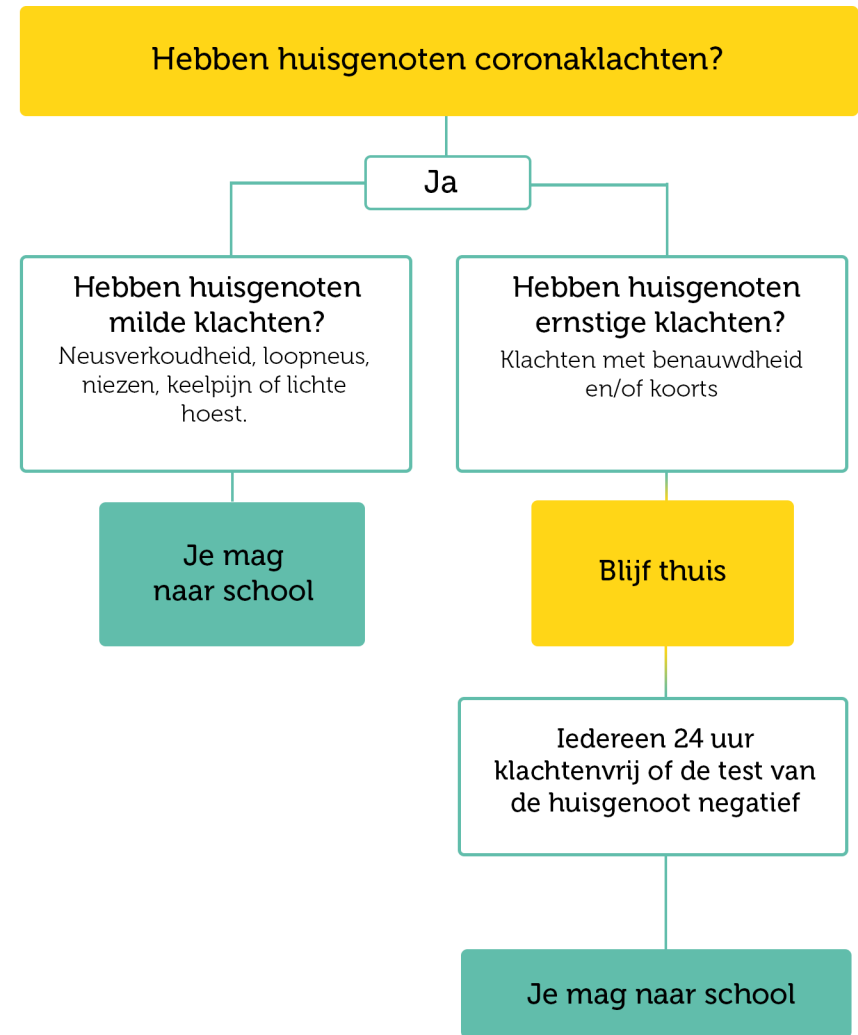 Hebben huisgenoten coronaklachten?
Ja
Hebben huisgenoten
milde klachten?
Neusverkoudheid, loopneus,
niezen, keelpijn of lichte
hoest.
Hebben huisgenoten
ernstige klachten?
Klachten met benauwdheid
en/of koorts
Je mag
naar school
Blijf thuis
Iedereen 24 uur
klachtenvrij of de test van
de huisgenoot negatief
Je mag naar school